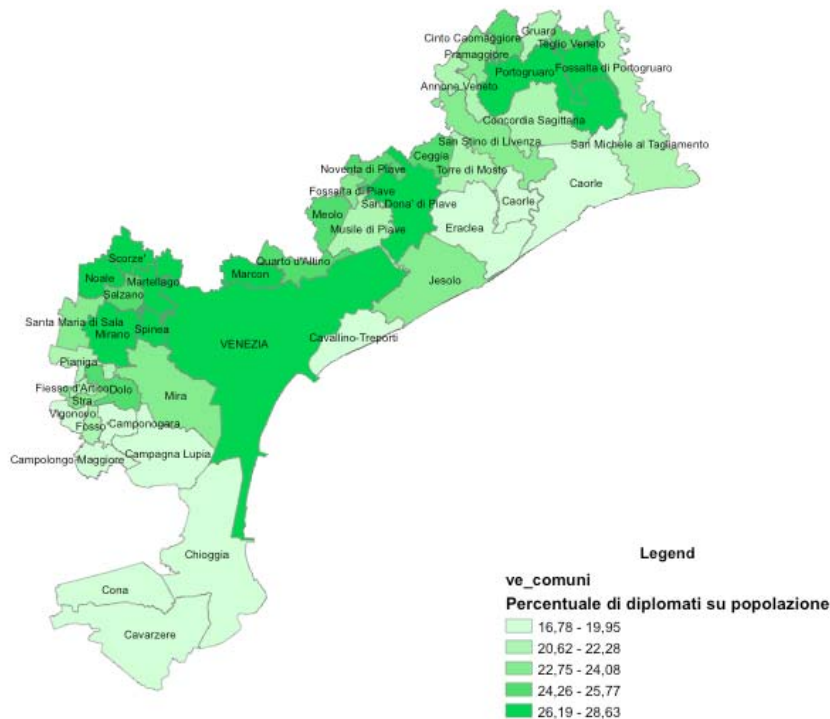 Gruaro
Cinto Caomaggiore
Teglio Veneto
Pramaggiore
Portogruaro
Fossalta di Portogruaro
Annone Veneto
Concordia Sagittaria
San Stino di Livenza
San Michele al Tagliamento
Ceggia
Noventa di Piave
Torre di Mosto
Caorle
Fossalta di Piave
San Dona' di Piave
Caorle
Meolo
Musile di Piave
Eraclea
Scorze'
Quarto d'Altino
Marcon
Noale
Martellago
Jesolo
Salzano
Santa Maria di Sala
Spinea
Mirano
VENEZIA
Cavallino-Treporti
Pianiga
Fiesso d'Artico
Dolo
Mira
Stra
Vigonovo
Camponogara
Fosso'
Campagna Lupia
Campolongo-Maggiore
Chioggia
Cona
Cavarzere
Legend
ve_comuni
Percentuale di diplomati su popolazione
16,78 - 19,95
20,62 - 22,28
22,75 - 24,08
24,26 - 25,77
26,19 - 28,63